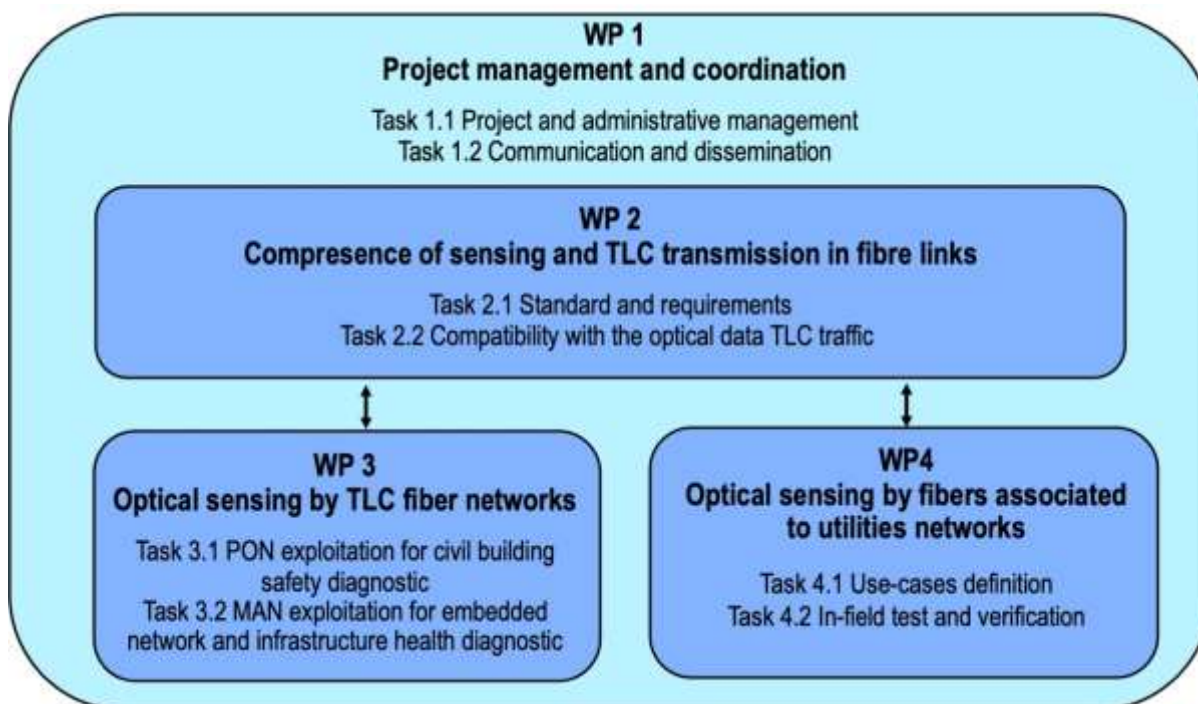 WP 1
Project management and coordination
Task 1.1 Project and administrative management
Task 1.2 Communication and dissemination
WP 2
Compresence of sensing and TLC transmission in fibre links
Task 2.1 Standard and requirements
Task 2.2 Compatibility with the optical data TLC traffic
WP 3
Optical sensing by TLC fiber networks
Task 3.1 PON exploitation for civil building
safety diagnostic
Task 3.2 MAN exploitation for embedded
network and infrastructure health diagnostic
WP4
Optical sensing by fibers associated
to utilities networks
Task 4.1 Use-cases definition
Task 4.2 In-field test and verification